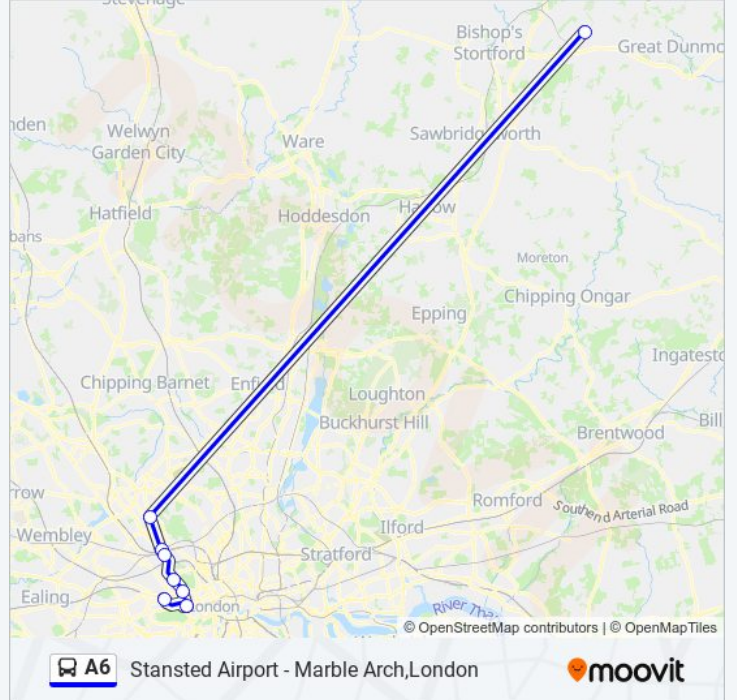 Stevenage
Bishop's
Stortford
Great Dunmo
nden
Welwyn
Garden City
Ware
Sawbridgeworth
Hatfield
Hoddesdon
Harlow
bans
Moreton
Chipping Ongar
Epping
Ingatesto
Chipping Barnet
Enfield
Loughton
Buckhurst Hill
Bill
Brentwood
rrow
Romford
Southend Arterial Road
Wembley
Ilford
Stratford
Ealing
London
River Tha
© OpenStreetMap contributors | © OpenMapTiles
A6 Stansted Airport - Marble Arch,London
moovit